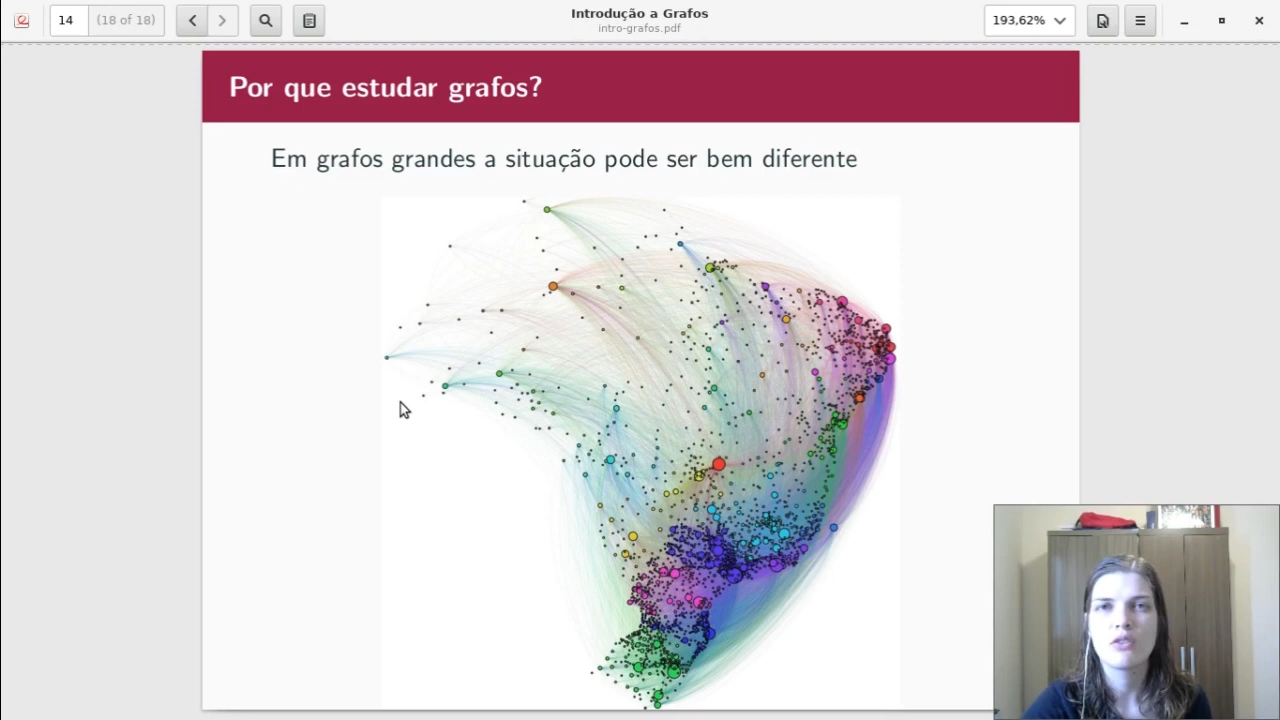 14 (18 of 18)
Introdução a Grafos
intro-grafos.pdf
193,62%
Por que estudar grafos?
Em grafos grandes a situação pode ser bem diferente